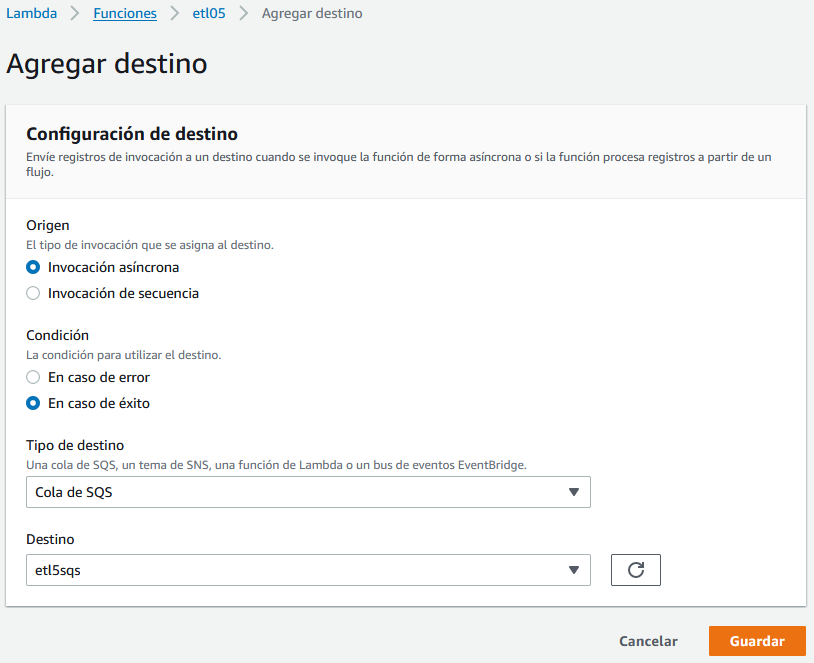 Lambda > Funciones > etl05 > Agregar destino
Agregar destino
Configuración de destino
Envíe registros de invocación a un destino cuando se invoque la función de forma asíncrona o si la función procesa registros a partir de un
flujo.
Origen
El tipo de invocación que se asigna al destino.
Invocación asíncrona
Invocación de secuencia
Condición
La condición para utilizar el destino.
En caso de error
En caso de éxito
Tipo de destino
Una cola de SQS, un tema de SNS, una función de Lambda o un bus de eventos EventBridge.
Cola de SQS
Destino
etl5sqs
Cancelar Guardar